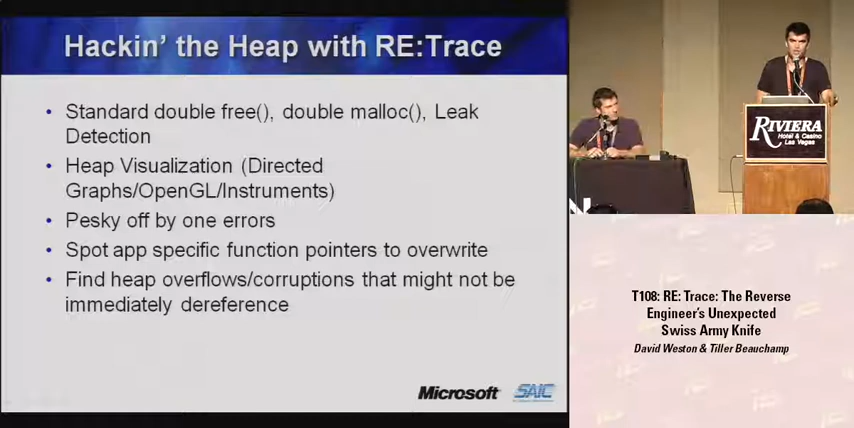 Hackin' the Heap with RE:Trace
• Standard double free(), double malloc(), Leak
Detection
• Heap Visualization (Directed
Graphs/OpenGL/Instruments)
• Pesky off by one errors
• Spot app specific function pointers to overwrite
• Find heap overflows/corruptions that might not be
immediately dereference
Microsoft
SAIC
RIVIERA
Hotel & Casino
Las Vegas
T108: RE: Trace: The Reverse
Engineer's Unexpected
Swiss Army Knife
David Weston & Tiller Beauchamp